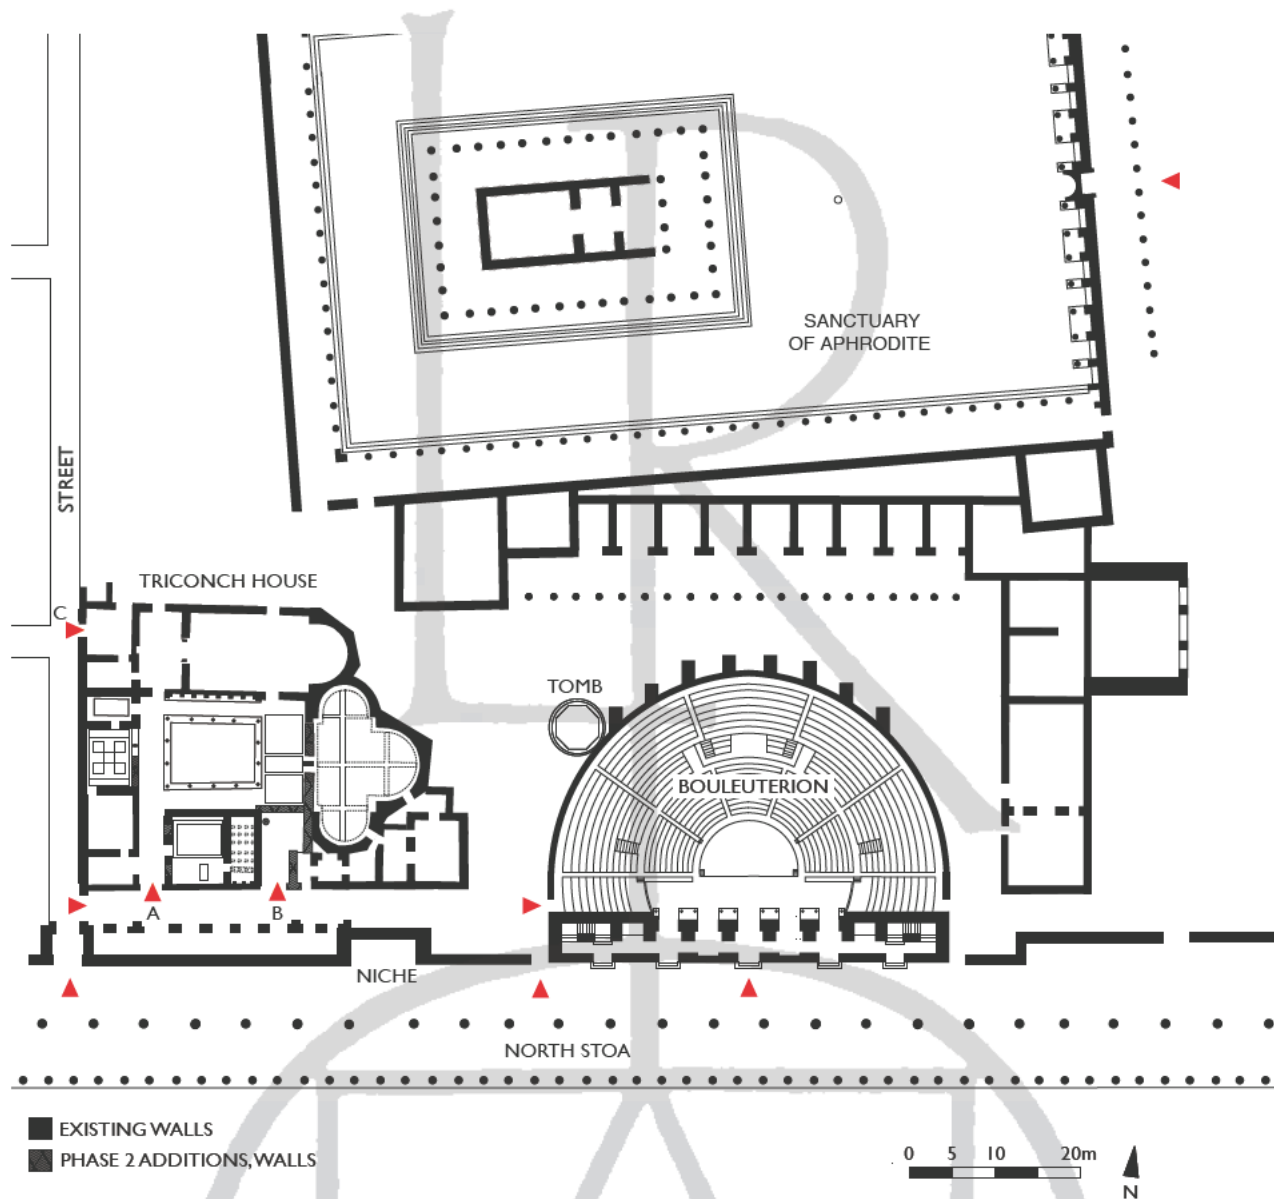 SANCTUARY
OF APHRODITE
STREET
TRICONCH HOUSE
C
TOMB
BOULEUTERION
A
B
NICHE
NORTH STOA
EXISTING WALLS
PHASE 2 ADDITIONS, WALLS
0 5 10 20m
N